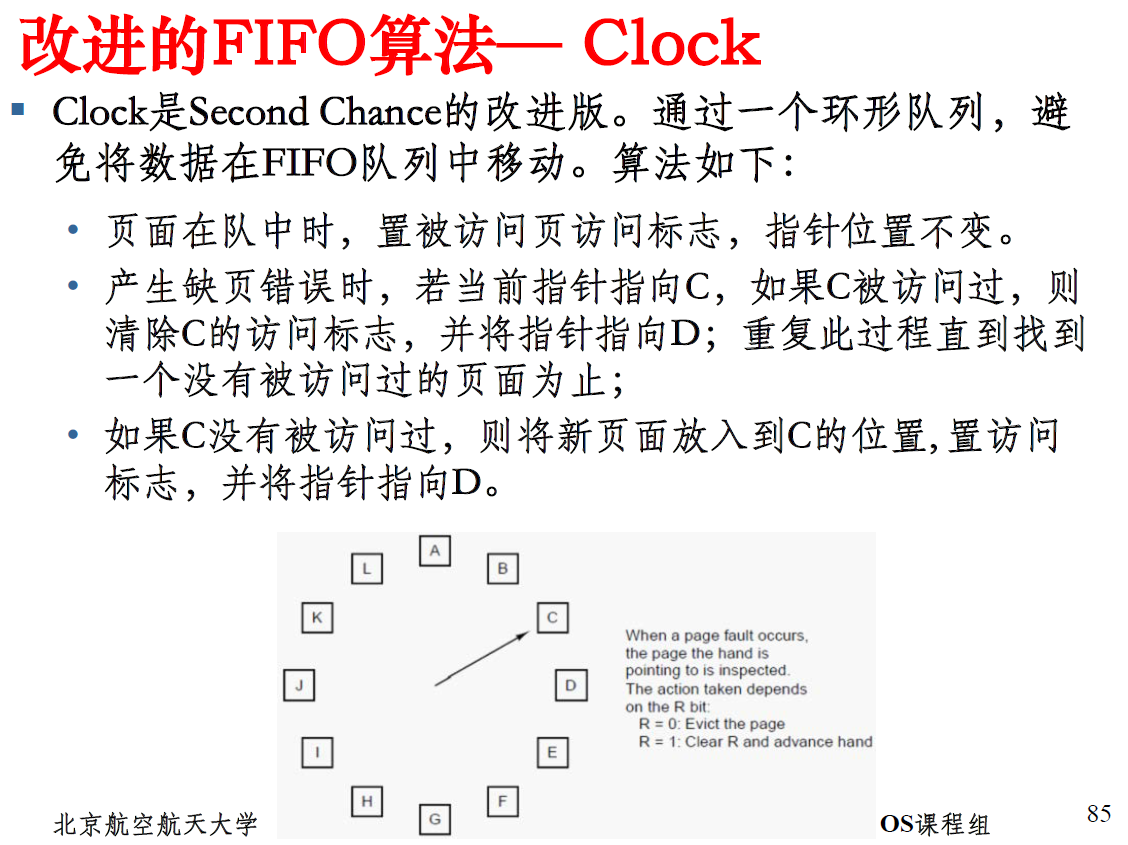 改进的FIFO算法— Clock
Clock是Second Chance的改进版。通过一个环形队列，避
免将数据在FIFO队列中移动。算法如下：
页面在队中时，置被访问页访问标志，指针位置不变。
产生缺页错误时，若当前指针指向C，如果C被访问过，则
清除C的访问标志，并将指针指向D；重复此过程直到找到
一个没有被访问过的页面为止；
如果C没有被访问过，则将新页面放入到C的位置,置访问
标志，并将指针指向D。
A
L
B
K
C
When a page fault occurs,
the page the hand is
pointing to is inspected.
The action taken depends
on the R bit:
R = 0: Evict the page
R = 1: Clear R and advance hand
J
D
I
E
H
F
G
北京航空航天大学
OS课程组
85